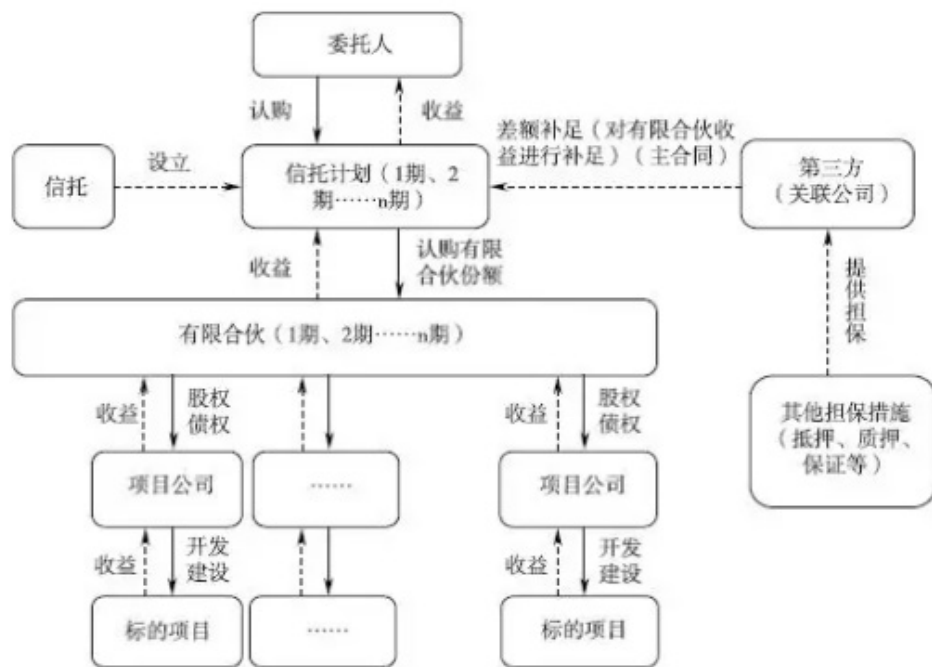 委托人
认购
收益
差额补足（对有限合伙收
益进行补足）（主合同）
信托
设立
信托计划（1期、2
期……n期）
第三方
（关联公司）
收益
认购有限
合伙份额
提供担保
有限合伙（1期、2期……n期）
收益
股权
债权
收益
股权
债权
其他担保措施
（抵押、质押、
保证等）
项目公司
……
项目公司
收益
开发
建设
收益
开发
建设
标的项目
……
标的项目